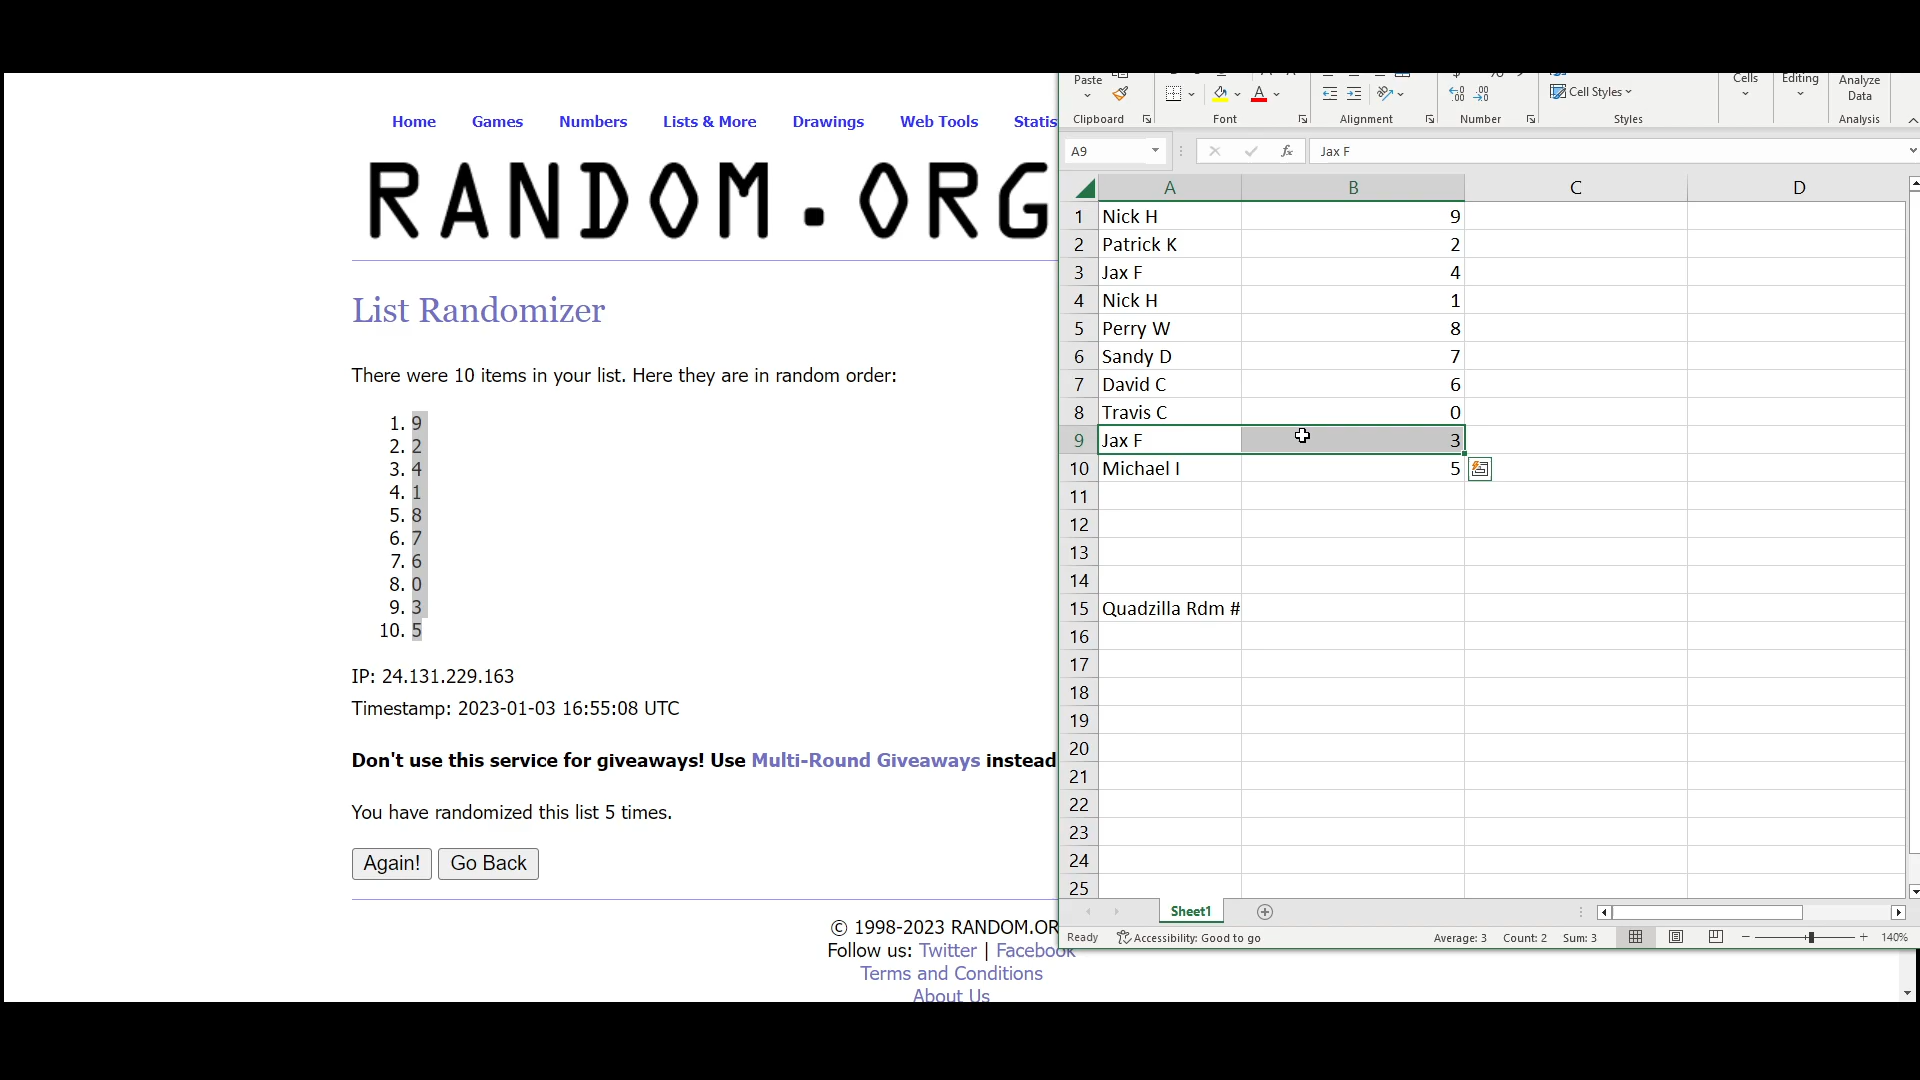 Home Games Numbers Lists & More Drawings Web Tools Statis
RANDOM.ORG
List Randomizer
There were 10 items in your list. Here they are in random order:
1. 9
2. 2
3. 4
4. 1
5. 8
6. 7
7. 6
8. 0
9. 3
10. 5
IP: 24.131.229.163
Timestamp: 2023-01-03 16:55:08 UTC
Don't use this service for giveaways! Use Multi-Round Giveaways instead
You have randomized this list 5 times.
Again! Go Back
© 1998-2023 RANDOM.OR
Follow us: Twitter | Facebook
Terms and Conditions
About Us
Paste Cells Editing Analyze
Cell Styles Data
Clipboard Font Alignment Number Styles Analysis
A9 fx Jax F
A B C D
1 Nick H 9
2 Patrick K 2
3 Jax F 4
4 Nick H 1
5 Perry W 8
6 Sandy D 7
7 David C 6
8 Travis C 0
9 Jax F 3
10 Michael I 5
11
12
13
14
15 Quadzilla Rdm #
16
17
18
19
20
21
22
23
24
25
Sheet1
Ready Accessibility: Good to go Average: 3 Count: 2 Sum: 3 140%